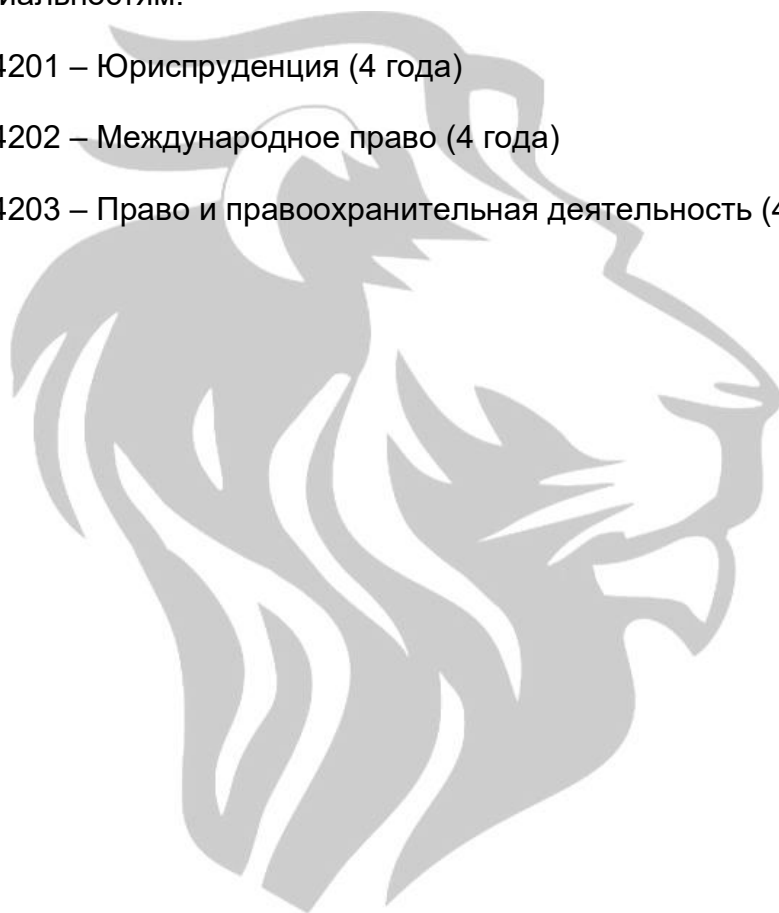 иальностям:
4201 – Юриспруденция (4 года)
4202 – Международное право (4 года)
4203 – Право и правоохранительная деятельность (4